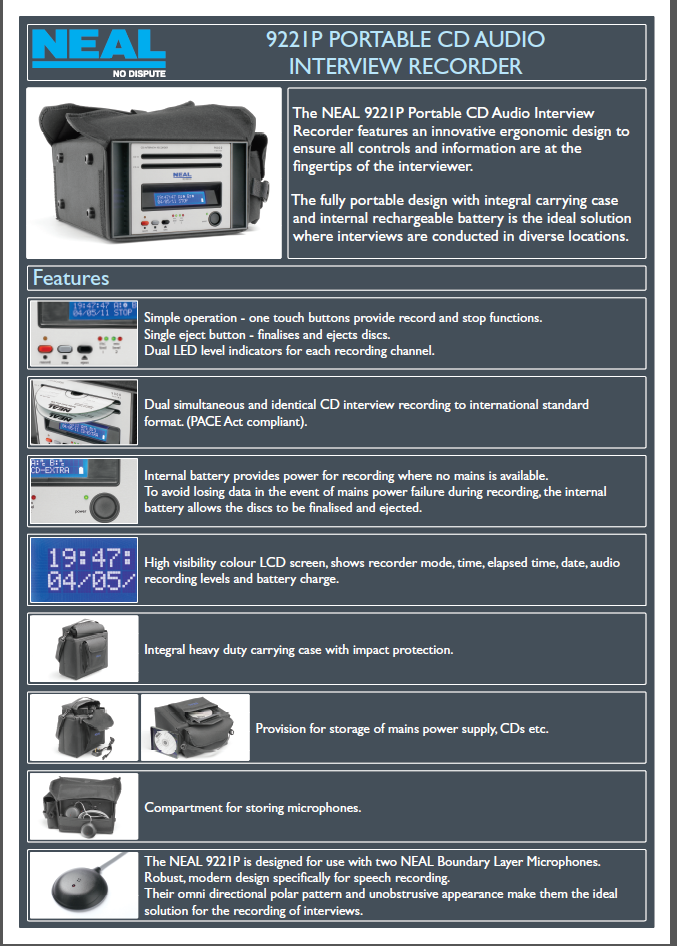 NEAL
NO DISPUTE
9221P PORTABLE CD AUDIO
INTERVIEW RECORDER
NEAL
The NEAL 9221P Portable CD Audio Interview
Recorder features an innovative ergonomic design to
ensure all controls and information are at the
fingertips of the interviewer.
The fully portable design with integral carrying case
and internal rechargeable battery is the ideal solution
where interviews are conducted in diverse locations.
Features
19:47:47 A:
04/05/11 STOP
Simple operation - one touch buttons provide record and stop functions.
Single eject button - finalises and ejects discs.
Dual LED level indicators for each recording channel.
Dual simultaneous and identical CD interview recording to international standard
format. (PACE Act compliant).
CD-EXTRA
power
Internal battery provides power for recording where no mains is available.
To avoid losing data in the event of mains power failure during recording, the internal
battery allows the discs to be finalised and ejected.
19:47:
04/05/
High visibility colour LCD screen, shows recorder mode, time, elapsed time, date, audio
recording levels and battery charge.
Integral heavy duty carrying case with impact protection.
Provision for storage of mains power supply, CDs etc.
Compartment for storing microphones.
The NEAL 9221P is designed for use with two NEAL Boundary Layer Microphones.
Robust, modern design specifically for speech recording.
Their omni directional polar pattern and unobstrusive appearance make them the ideal
solution for the recording of interviews.